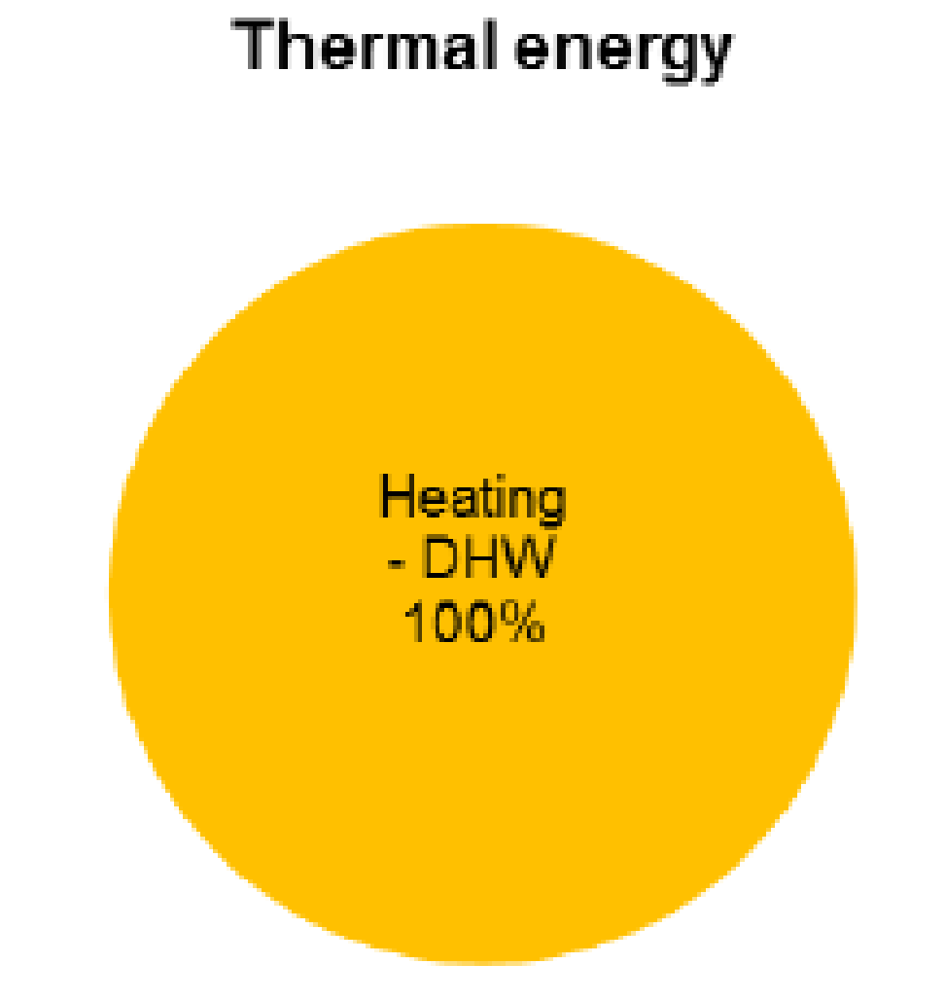 Thermal energy
Heating
- DHW
100%